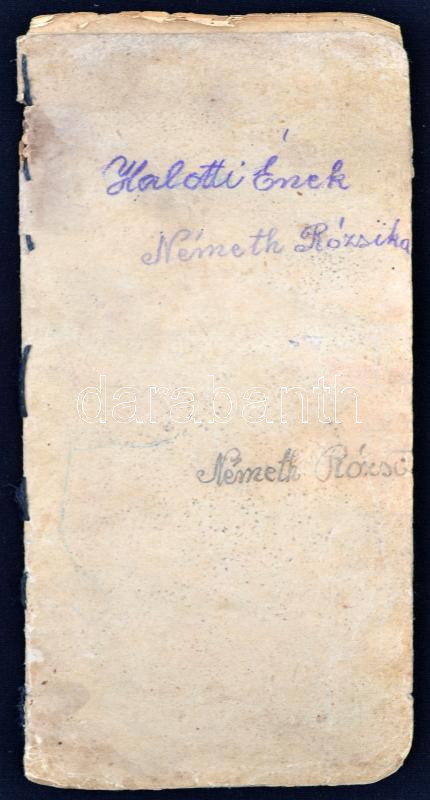 Halotti Ének
Németh Rózsika
darabanth
Németh Rózsi